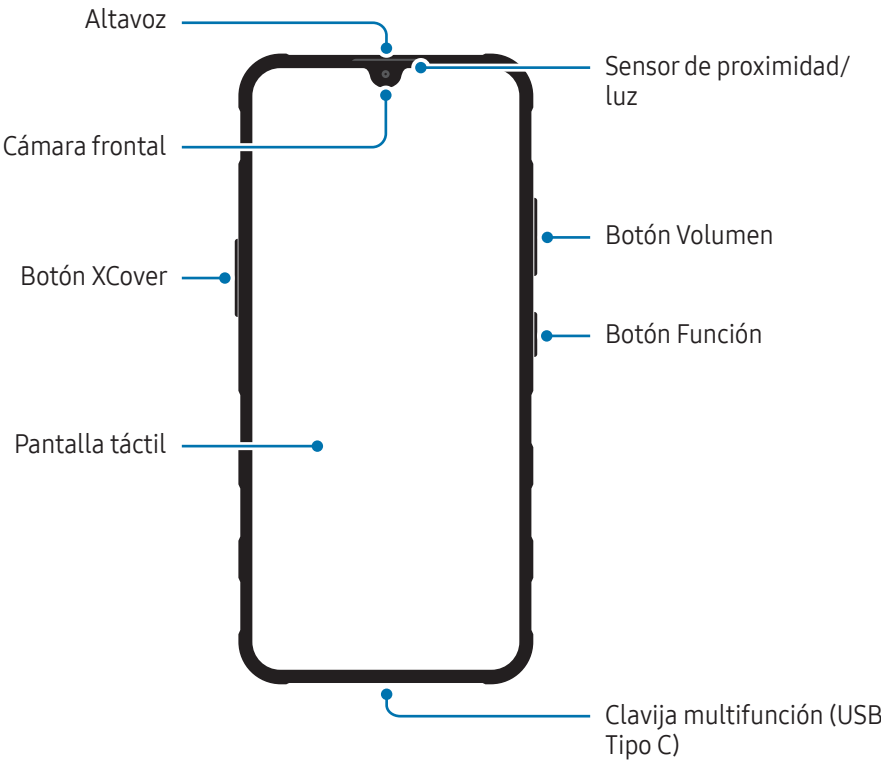 Altavoz
Sensor de proximidad/
luz
Cámara frontal
Botón Volumen
Botón XCover
Botón Función
Pantalla táctil
Clavija multifunción (USB
Tipo C)